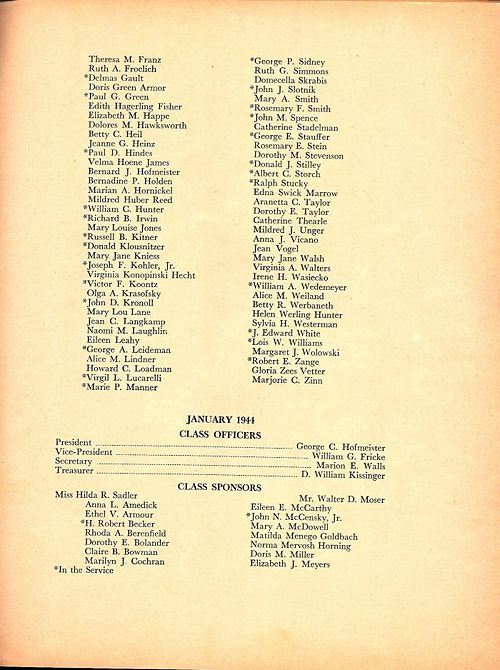 Theresa M. Franz
Ruth A. Froelich
*Delmas Gault
Doris Green Armor
*Paul G. Green
Edith Hagerling Fisher
Elizabeth M. Happe
Dolores M. Hawksworth
Betty C. Heil
Jeanne G. Heinz
*Paul D. Hindes
Velma Hoene James
Bernard J. Hofmeister
Bernadine P. Holden
Marian A. Hornickel
Mildred Huber Reed
*William C. Hunter
*Richard B. Irwin
Mary Louise Jones
*Russell B. Kitner
*Donald Klousnitzer
Mary Jane Kniess
*Joseph F. Kohler, Jr.
Virginia Konopinski Hecht
*Victor F. Koontz
Olga A. Krasofsky
*John D. Kronoll
Mary Lou Lane
Jean C. Langkamp
Naomi M. Laughlin
Eileen Leahy
*George A. Leideman
Alice M. Lindner
Howard C. Loadman
*Virgil L. Lucarelli
*Marie P. Manner
*George P. Sidney
Ruth G. Simmons
Domecella Skrabis
*John J. Slotnik
Mary A. Smith
*Rosemary F. Smith
*John M. Spence
Catherine Stadelman
*George E. Stauffer
Rosemary E. Stein
Dorothy M. Stevenson
*Donald J. Stilley
*Albert C. Storch
*Ralph Stucky
Edna Swick Marrow
Aranetta C. Taylor
Dorothy E. Taylor
Catherine Thearle
Mildred J. Unger
Anna J. Vicano
Jean Vogel
Mary Jane Walsh
Virginia A. Walters
Irene H. Wasiecko
*William A. Wedemeyer
Alice M. Weiland
Betty R. Werbaneth
Helen Werling Hunter
Sylvia H. Westerman
*J. Edward White
*Lois W. Williams
Margaret J. Wolowski
*Robert E. Zange
Gloria Zees Vetter
Marjorie C. Zinn
JANUARY 1944
CLASS OFFICERS
President ........ George C. Hofmeister
Vice-President ........ William G. Fricke
Secretary ........ Marion E. Walls
Treasurer ........ D. William Kissinger
CLASS SPONSORS
Miss Hilda R. Sadler
Mr. Walter D. Moser
Anna L. Amedick
Ethel V. Armour
*H. Robert Becker
Rhoda A. Berenfield
Dorothy E. Bolander
Claire B. Bowman
Marilyn J. Cochran
*In the Service
Eileen E. McCarthy
*John N. McCensky, Jr.
Mary A. McDowell
Matilda Menego Goldbach
Norma Mervosh Horning
Doris M. Miller
Elizabeth J. Meyers